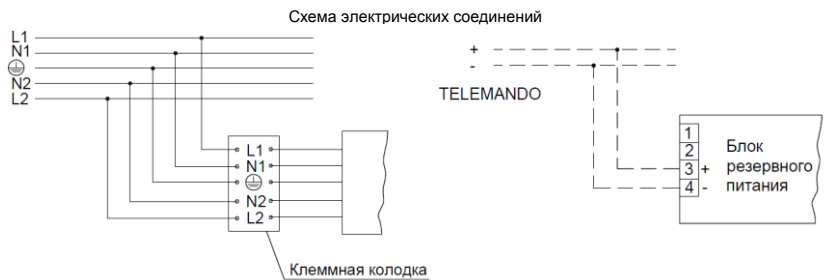 Схема электрических соединений
L1
N1
N2
L2
L1
N1
N2
L2
Клеммная колодка
+
-
TELEMANDO
1
2
3 +
4 -
Блок
резервного
питания